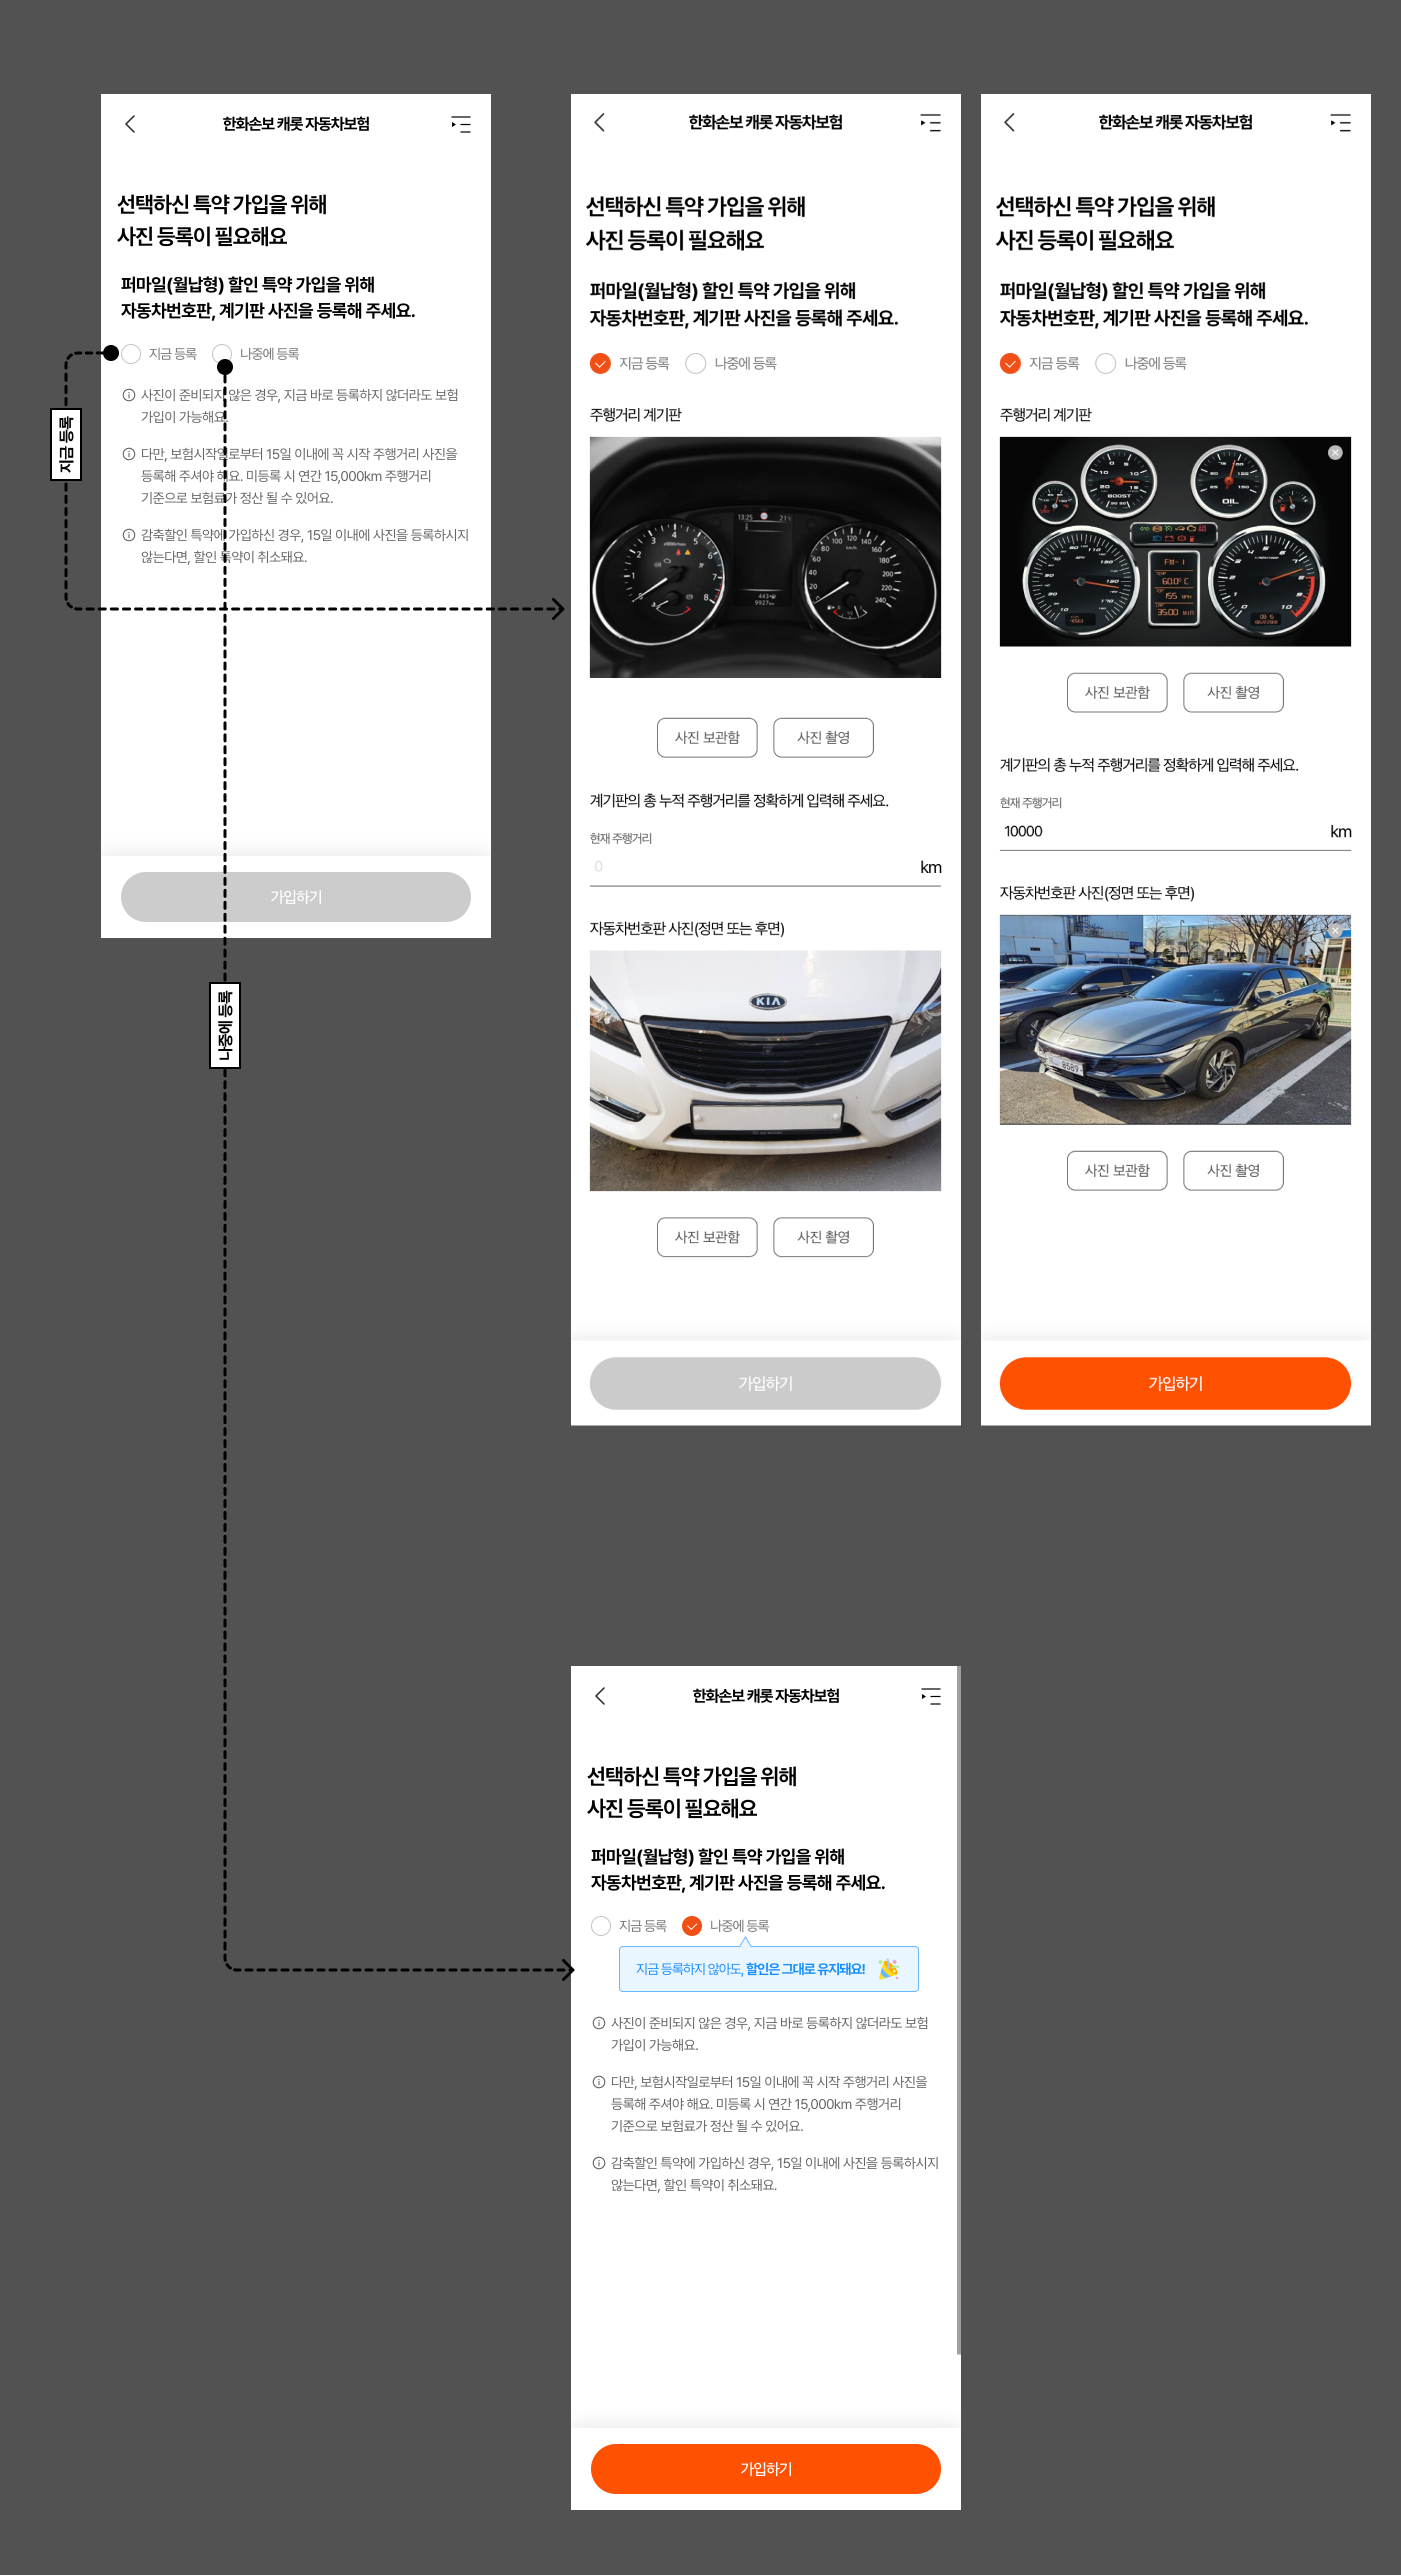 한화손보 캐롯 자동차보험
선택하신 특약 가입을 위해
사진 등록이 필요해요
퍼마일(월납형) 할인 특약 가입을 위해
자동차번호판, 계기판 사진을 등록해 주세요.
지금 등록 나중에 등록
사진이 준비되지 않은 경우, 지금 바로 등록하지 않더라도 보험
가입이 가능해요.
다만, 보험시작일로부터 15일 이내에 꼭 시작 주행거리 사진을
등록해 주셔야 해요. 미등록 시 연간 15,000km 주행거리
기준으로 보험료가 정산 될 수 있어요.
감축할인 특약에 가입하신 경우, 15일 이내에 사진을 등록하시지
않는다면, 할인 특약이 취소돼요.
가입하기
지금 등록
나중에 등록
한화손보 캐롯 자동차보험
선택하신 특약 가입을 위해
사진 등록이 필요해요
퍼마일(월납형) 할인 특약 가입을 위해
자동차번호판, 계기판 사진을 등록해 주세요.
지금 등록 나중에 등록
주행거리 계기판
13:25 21
443
9927
사진 보관함 사진 촬영
계기판의 총 누적 주행거리를 정확하게 입력해 주세요.
현재 주행거리
0 km
자동차번호판 사진(정면 또는 후면)
KIA
사진 보관함 사진 촬영
가입하기
한화손보 캐롯 자동차보험
선택하신 특약 가입을 위해
사진 등록이 필요해요
퍼마일(월납형) 할인 특약 가입을 위해
자동차번호판, 계기판 사진을 등록해 주세요.
지금 등록 나중에 등록
주행거리 계기판
BOOST
OIL
FM-1
60.0°C
155 MPH
3500
사진 보관함 사진 촬영
계기판의 총 누적 주행거리를 정확하게 입력해 주세요.
현재 주행거리
10000 km
자동차번호판 사진(정면 또는 후면)
8589
사진 보관함 사진 촬영
가입하기
한화손보 캐롯 자동차보험
선택하신 특약 가입을 위해
사진 등록이 필요해요
퍼마일(월납형) 할인 특약 가입을 위해
자동차번호판, 계기판 사진을 등록해 주세요.
지금 등록 나중에 등록
지금 등록하지 않아도, 할인은 그대로 유지돼요!
사진이 준비되지 않은 경우, 지금 바로 등록하지 않더라도 보험
가입이 가능해요.
다만, 보험시작일로부터 15일 이내에 꼭 시작 주행거리 사진을
등록해 주셔야 해요. 미등록 시 연간 15,000km 주행거리
기준으로 보험료가 정산 될 수 있어요.
감축할인 특약에 가입하신 경우, 15일 이내에 사진을 등록하시지
않는다면, 할인 특약이 취소돼요.
가입하기